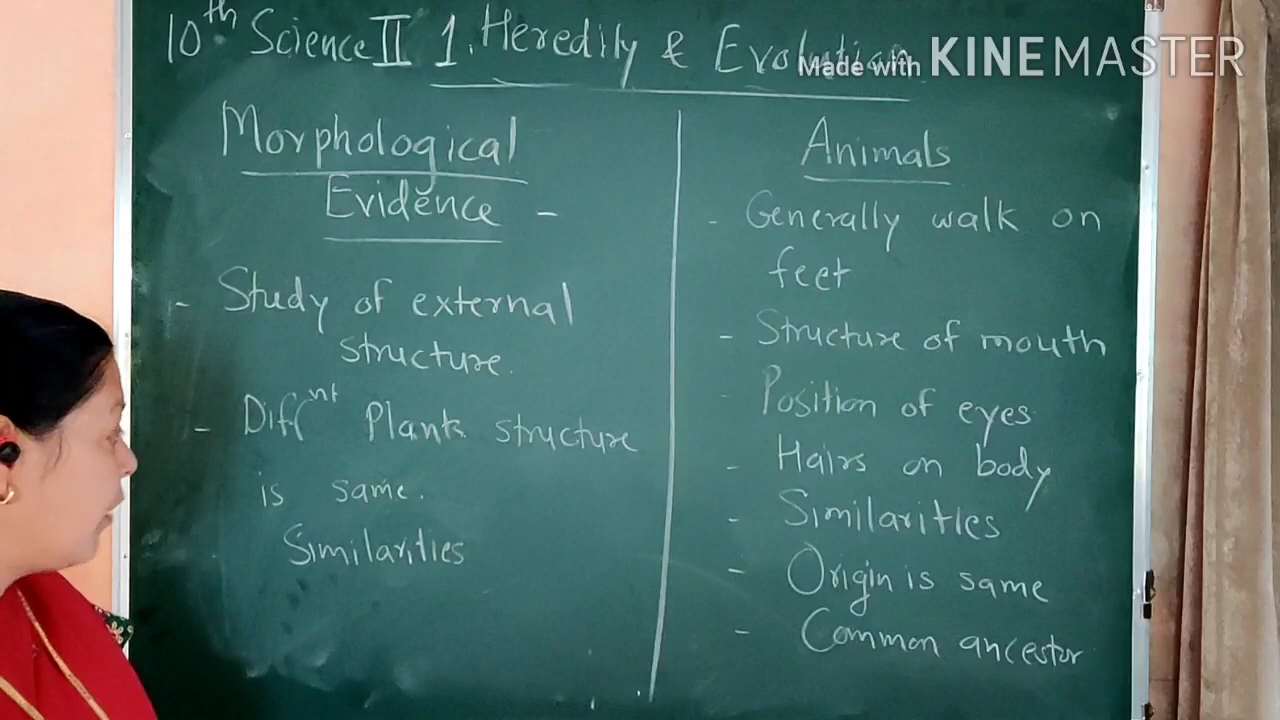 10th Science II 1. Heredity & Evolution
Made with KINEMASTER
Morphological
Evidence -
- Study of external
structure.
- Diffnt Plants structure
is same.
Similarities
Animals
- Generally walk on
feet
- Structure of mouth
- Position of eyes
- Hairs on body
- Similarities
- Origin is same
- Common ancestor